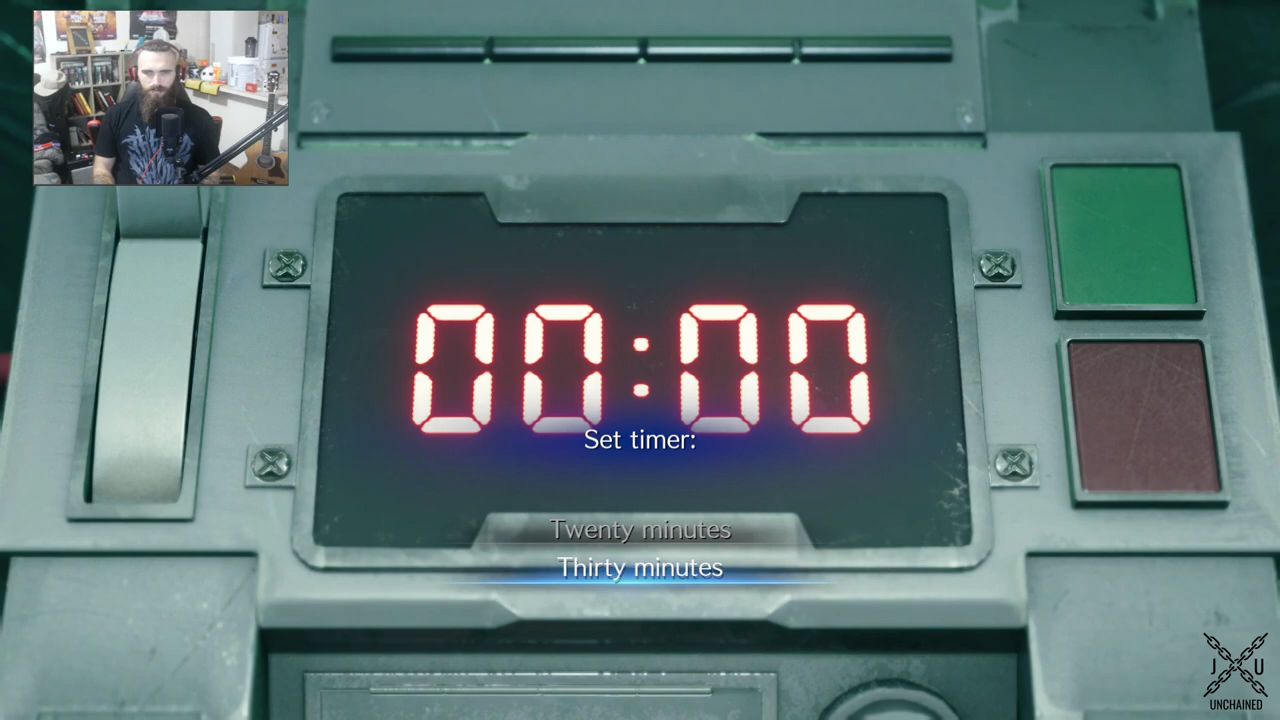 00:00
Set timer:
Twenty minutes
Thirty minutes
J U
UNCHAINED